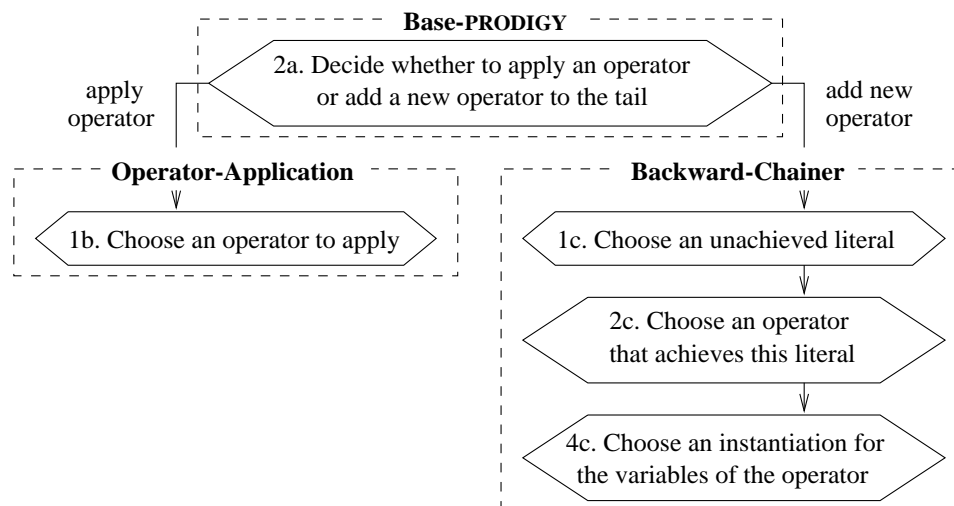 Base-PRODIGY
2a. Decide whether to apply an operator
or add a new operator to the tail
apply
operator
add new
operator
Operator-Application
1b. Choose an operator to apply
Backward-Chainer
1c. Choose an unachieved literal
2c. Choose an operator
that achieves this literal
4c. Choose an instantiation for
the variables of the operator